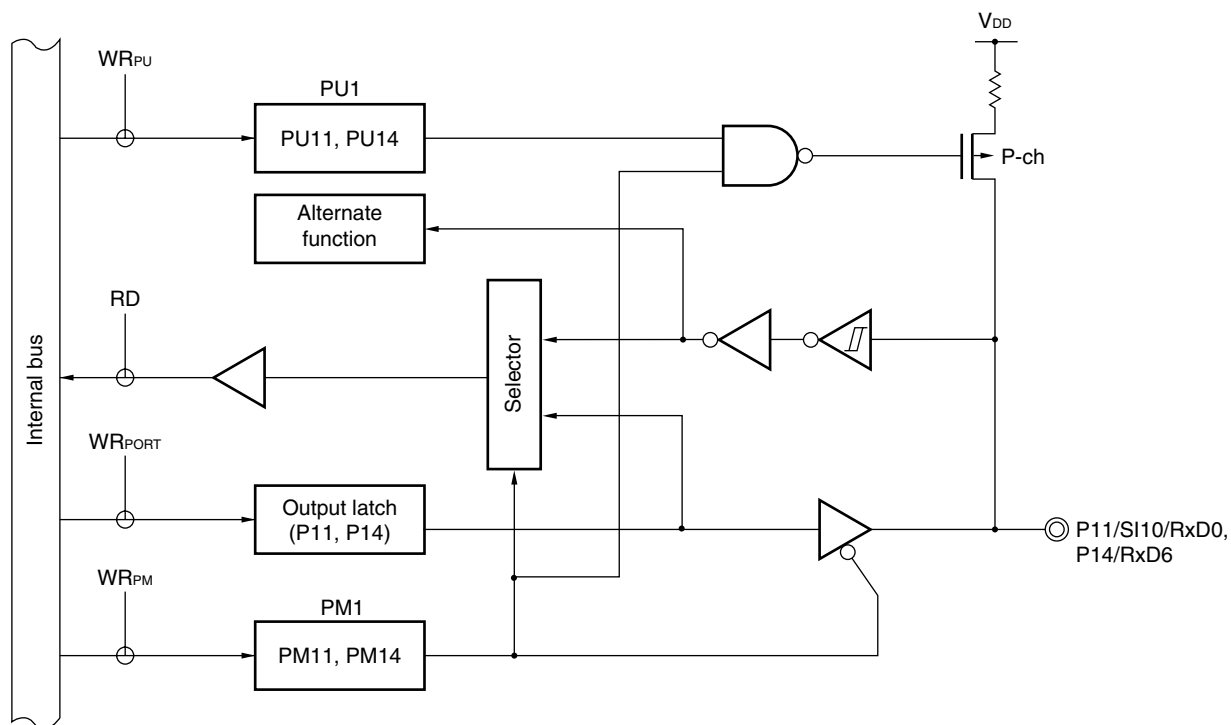 VDD
WRPU
PU1
PU11, PU14
P-ch
Alternate
function
RD
Selector
Internal bus
WRPORT
Output latch
(P11, P14)
P11/SI10/RxD0,
P14/RxD6
WRPM
PM1
PM11, PM14